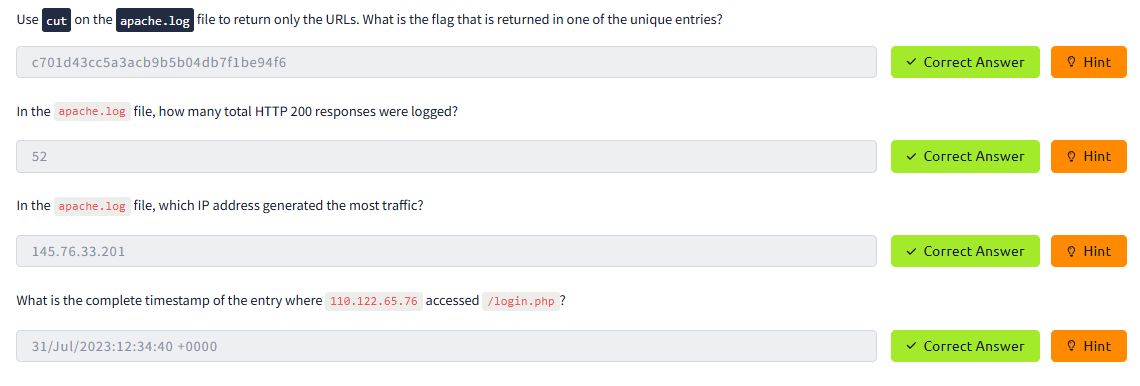 Use cut on the apache.log file to return only the URLs. What is the flag that is returned in one of the unique entries?
c701d43cc5a3acb9b5b04db7f1be94f6 Correct Answer Hint
In the apache.log file, how many total HTTP 200 responses were logged?
52 Correct Answer Hint
In the apache.log file, which IP address generated the most traffic?
145.76.33.201 Correct Answer Hint
What is the complete timestamp of the entry where 110.122.65.76 accessed /login.php ?
31/Jul/2023:12:34:40 +0000 Correct Answer Hint